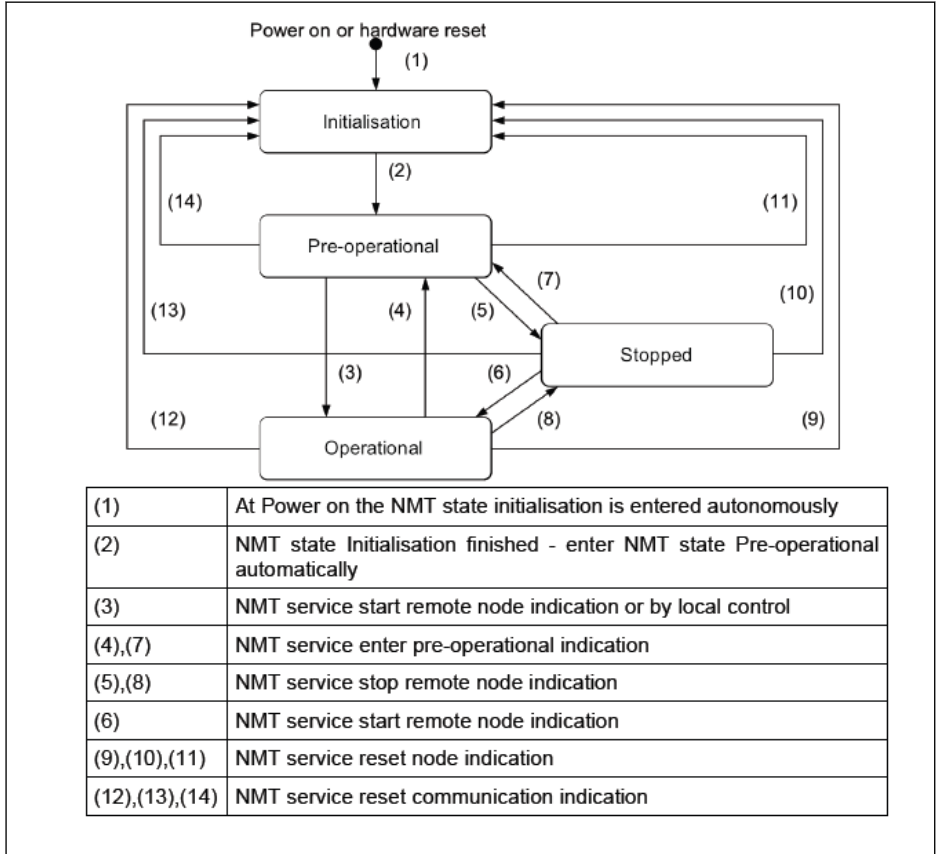 Power on or hardware reset
(1)
Initialisation
(2)
(14)
(11)
Pre-operational
(7)
(10)
(13)
(4)
(5)
Stopped
(3)
(6)
(12)
(8)
(9)
Operational
(1) At Power on the NMT state initialisation is entered autonomously
(2) NMT state Initialisation finished - enter NMT state Pre-operational
automatically
(3) NMT service start remote node indication or by local control
(4),(7) NMT service enter pre-operational indication
(5),(8) NMT service stop remote node indication
(6) NMT service start remote node indication
(9),(10),(11) NMT service reset node indication
(12),(13),(14) NMT service reset communication indication